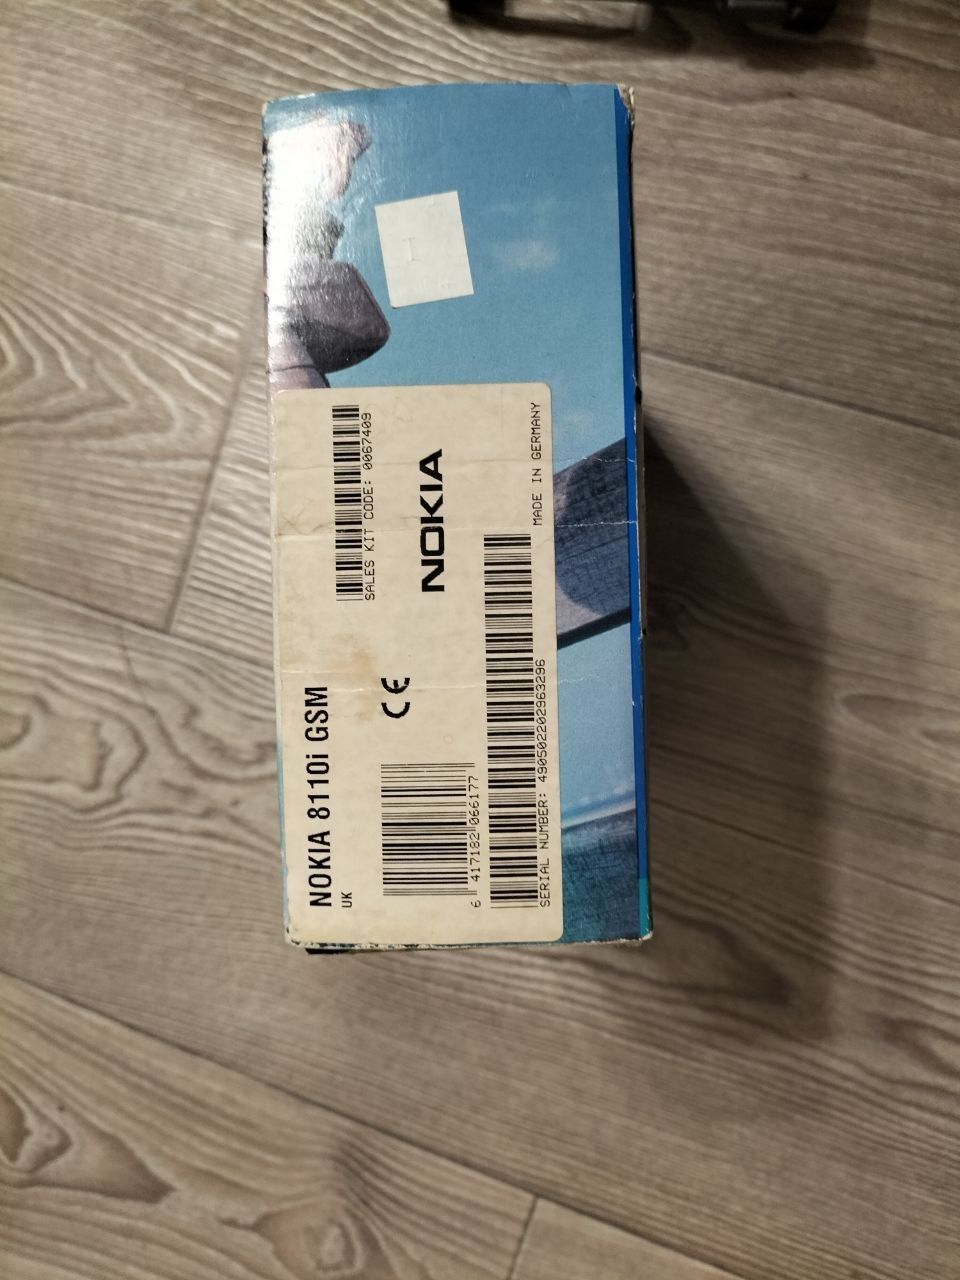 NOKIA 8110i GSM
UK
SALES KIT CODE: 0067409
CE
NOKIA
6 417182 066177
SERIAL NUMBER: 490502202963296
MADE IN GERMANY